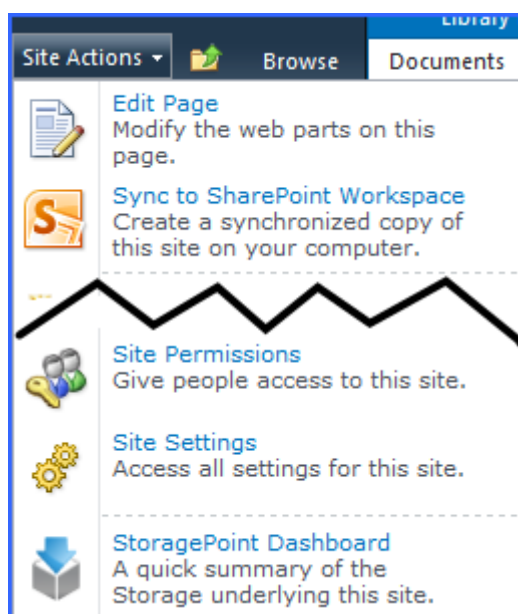 Library
Site Actions
Browse
Documents
Edit Page
Modify the web parts on this
page.
Sync to SharePoint Workspace
Create a synchronized copy of
this site on your computer.
Site Permissions
Give people access to this site.
Site Settings
Access all settings for this site.
StoragePoint Dashboard
A quick summary of the
Storage underlying this site.